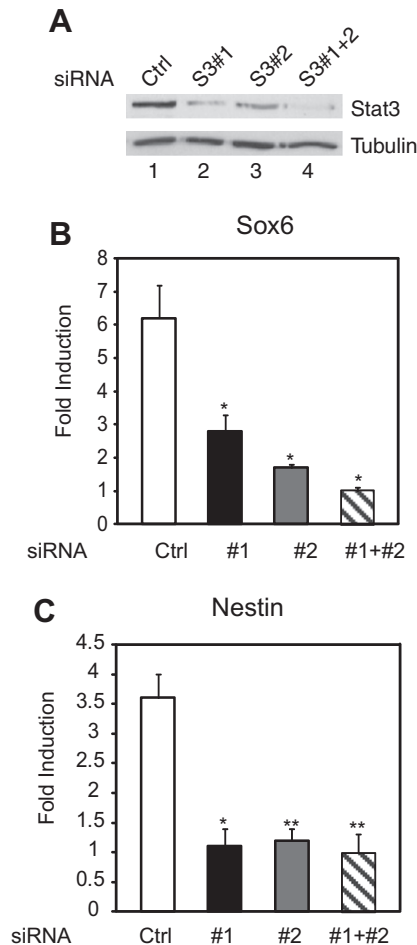 A
siRNA Ctrl S3#1 S3#2 S3#1+2
Stat3
Tubulin
1 2 3 4
B
Sox6
Fold Induction
8
7
6
5
4
3
2
1
0
*
*
*
siRNA Ctrl #1 #2 #1+#2
C
Nestin
Fold Induction
4.5
4
3.5
3
2.5
2
1.5
1
0.5
0
*
**
**
siRNA Ctrl #1 #2 #1+#2